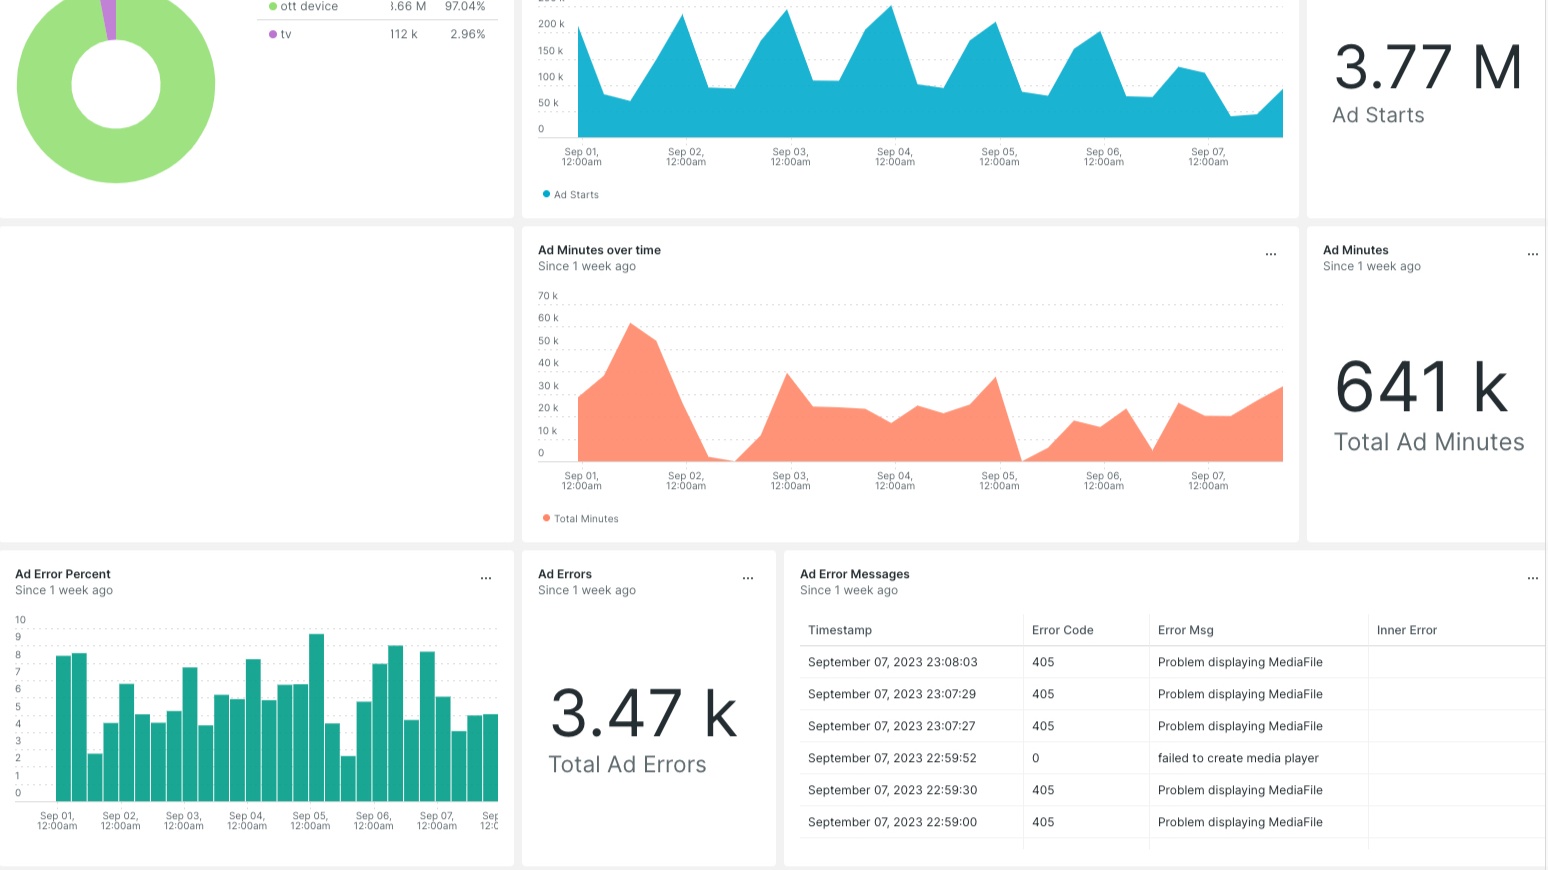 ott device 3.66 M 97.04%
tv 112 k 2.96%
200 k
150 k
100 k
50 k
0
Sep 01, Sep 02, Sep 03, Sep 04, Sep 05, Sep 06, Sep 07,
12:00am 12:00am 12:00am 12:00am 12:00am 12:00am 12:00am
Ad Starts
3.77 M
Ad Starts
Ad Minutes over time
Since 1 week ago
70 k
60 k
50 k
40 k
30 k
20 k
10 k
0
Sep 01, Sep 02, Sep 03, Sep 04, Sep 05, Sep 06, Sep 07,
12:00am 12:00am 12:00am 12:00am 12:00am 12:00am 12:00am
Total Minutes
Ad Minutes
Since 1 week ago
641 k
Total Ad Minutes
Ad Error Percent
Since 1 week ago
10
9
8
7
6
5
4
3
2
1
0
Sep 01, Sep 02, Sep 03, Sep 04, Sep 05, Sep 06, Sep 07, Sep
12:00am 12:00am 12:00am 12:00am 12:00am 12:00am 12:00am
Ad Errors
Since 1 week ago
3.47 k
Total Ad Errors
Ad Error Messages
Since 1 week ago
Timestamp Error Code Error Msg Inner Error
September 07, 2023 23:08:03 405 Problem displaying MediaFile
September 07, 2023 23:07:29 405 Problem displaying MediaFile
September 07, 2023 23:07:27 405 Problem displaying MediaFile
September 07, 2023 22:59:52 0 failed to create media player
September 07, 2023 22:59:30 405 Problem displaying MediaFile
September 07, 2023 22:59:00 405 Problem displaying MediaFile